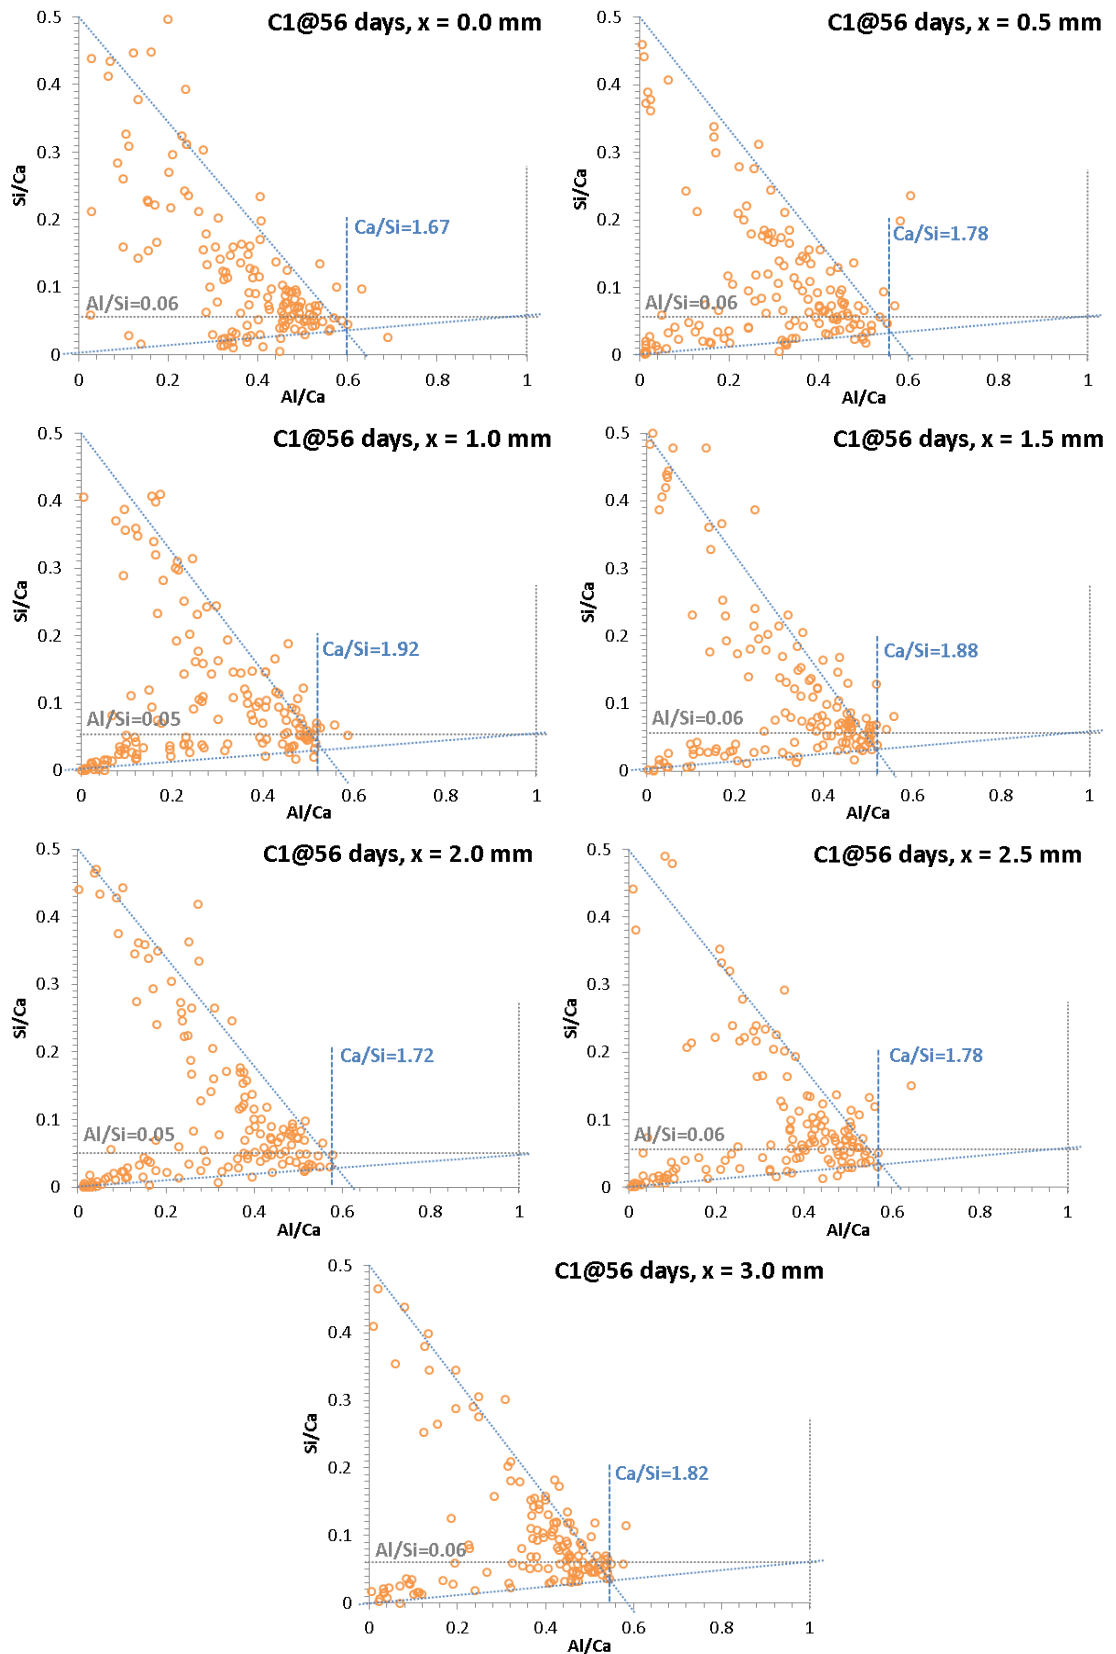 C1@56 days, x = 0.0 mm
0.5
0.4
0.3
0.2
0.1
0
Si/Ca
Ca/Si=1.67
Al/Si=0.06
0 0.2 0.4 0.6 0.8 1
Al/Ca
C1@56 days, x = 0.5 mm
0.5
0.4
0.3
0.2
0.1
0
Si/Ca
Ca/Si=1.78
Al/Si=0.06
0 0.2 0.4 0.6 0.8 1
Al/Ca
C1@56 days, x = 1.0 mm
0.5
0.4
0.3
0.2
0.1
0
Si/Ca
Ca/Si=1.92
Al/Si=0.05
0 0.2 0.4 0.6 0.8 1
Al/Ca
C1@56 days, x = 1.5 mm
0.5
0.4
0.3
0.2
0.1
0
Si/Ca
Ca/Si=1.88
Al/Si=0.06
0 0.2 0.4 0.6 0.8 1
Al/Ca
C1@56 days, x = 2.0 mm
0.5
0.4
0.3
0.2
0.1
0
Si/Ca
Ca/Si=1.72
Al/Si=0.05
0 0.2 0.4 0.6 0.8 1
Al/Ca
C1@56 days, x = 2.5 mm
0.5
0.4
0.3
0.2
0.1
0
Si/Ca
Ca/Si=1.78
Al/Si=0.06
0 0.2 0.4 0.6 0.8 1
Al/Ca
C1@56 days, x = 3.0 mm
0.5
0.4
0.3
0.2
0.1
0
Si/Ca
Ca/Si=1.82
Al/Si=0.06
0 0.2 0.4 0.6 0.8 1
Al/Ca